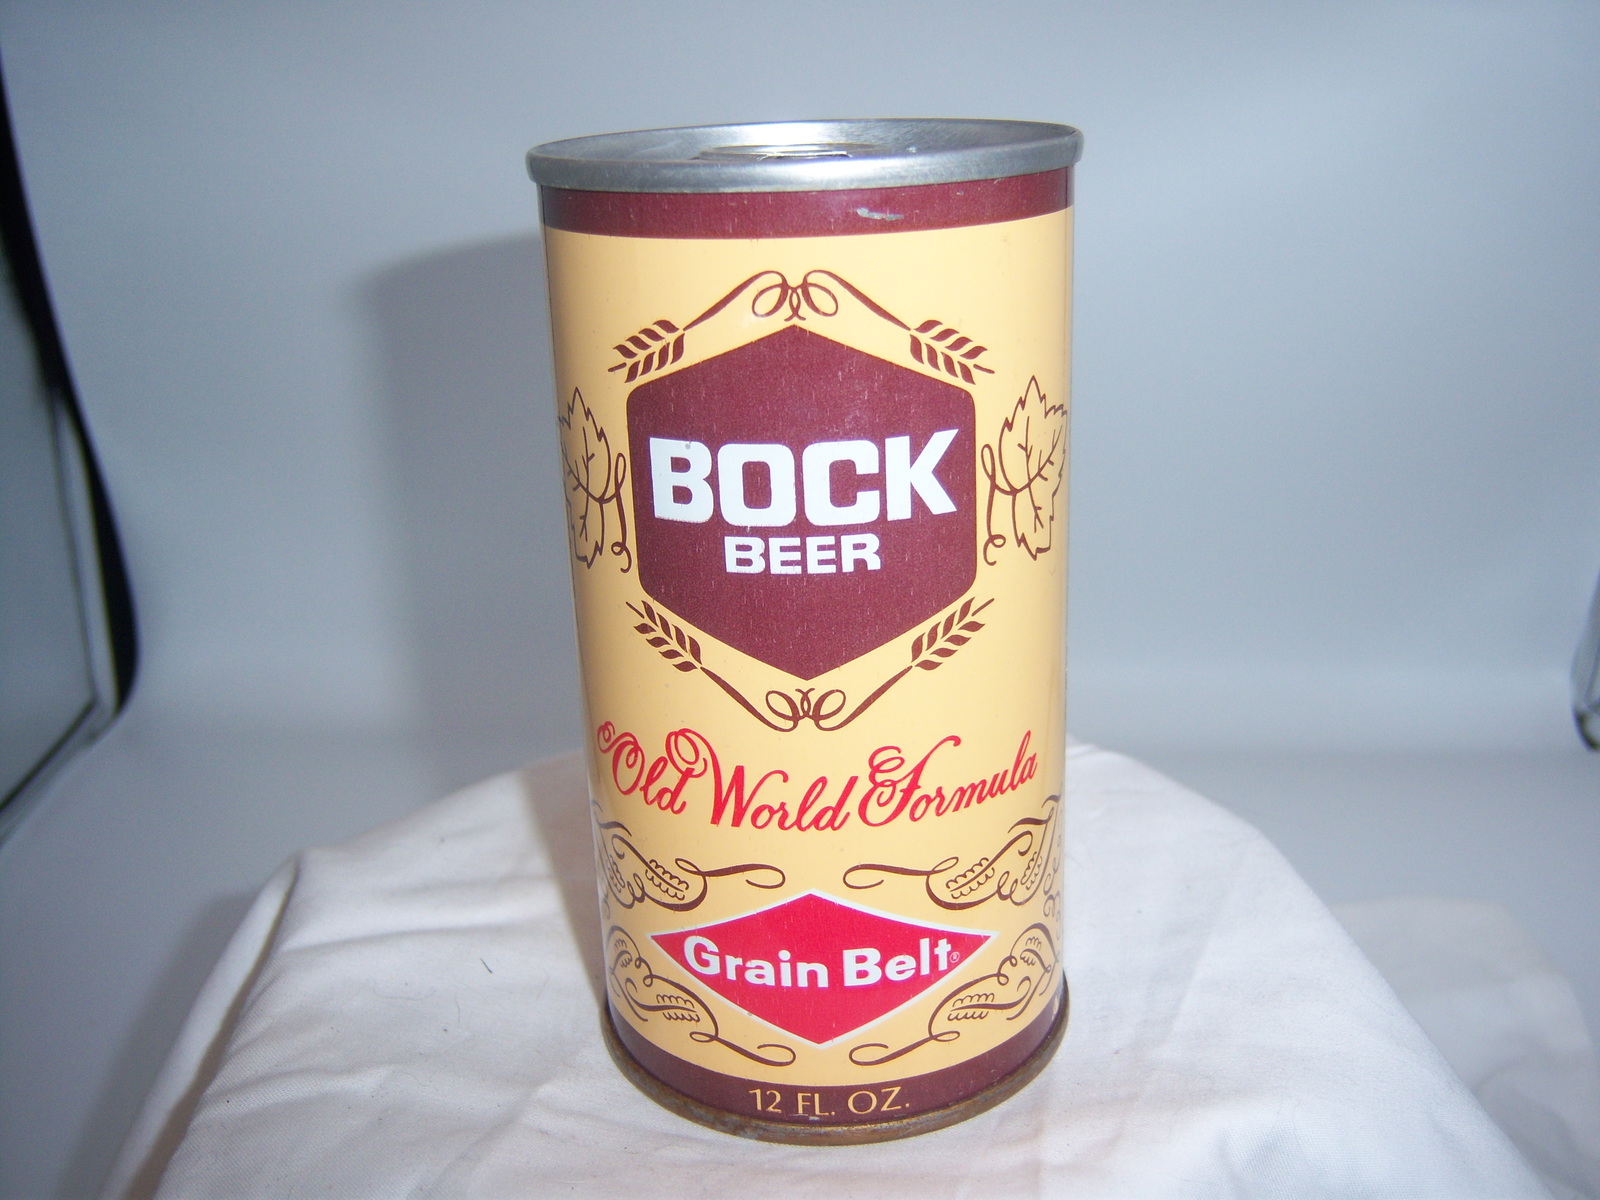 BOCK
BEER
Old World Formula
Grain Belt®
12 FL. OZ.